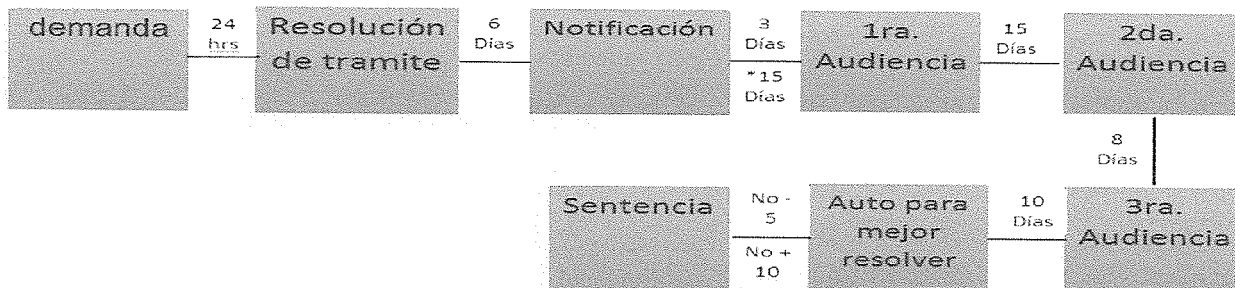 demanda
24
hrs
Resolución
de tramite
6
Días
Notificación
3
Días
*15
Días
1ra.
Audiencia
15
Días
2da.
Audiencia
8
Días
3ra.
Audiencia
10
Días
Auto para
mejor
resolver
No -
5
No +
10
Sentencia